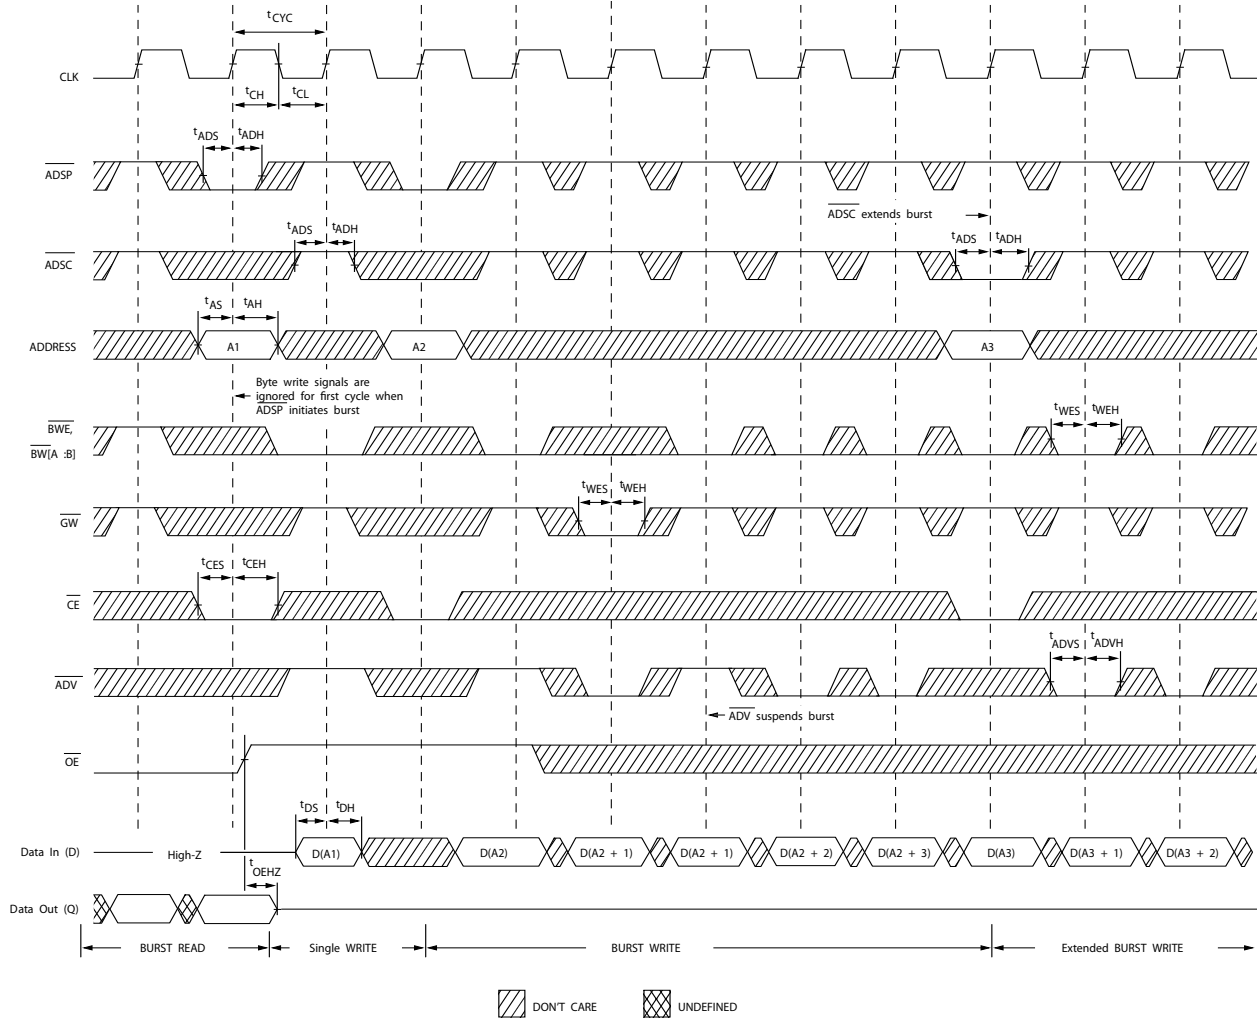 tCYC
CLK
tCH tCL
tADS tADH
ADSP
ADSC extends burst
tADS tADH
tADS tADH
ADSC
tAS tAH
ADDRESS A1 A2 A3
Byte write signals are
ignored for first cycle when
ADSP initiates burst
BWE,
BW[A :B]
tWES tWEH
tWES tWEH
GW
tCES tCEH
CE
tADVS tADVH
ADV
ADV suspends burst
OE
tDS tDH
Data In (D) High-Z D(A1) D(A2) D(A2 + 1) D(A2 + 1) D(A2 + 2) D(A2 + 3) D(A3) D(A3 + 1) D(A3 + 2)
tOEHZ
Data Out (Q)
BURST READ Single WRITE BURST WRITE Extended BURST WRITE
DON'T CARE UNDEFINED